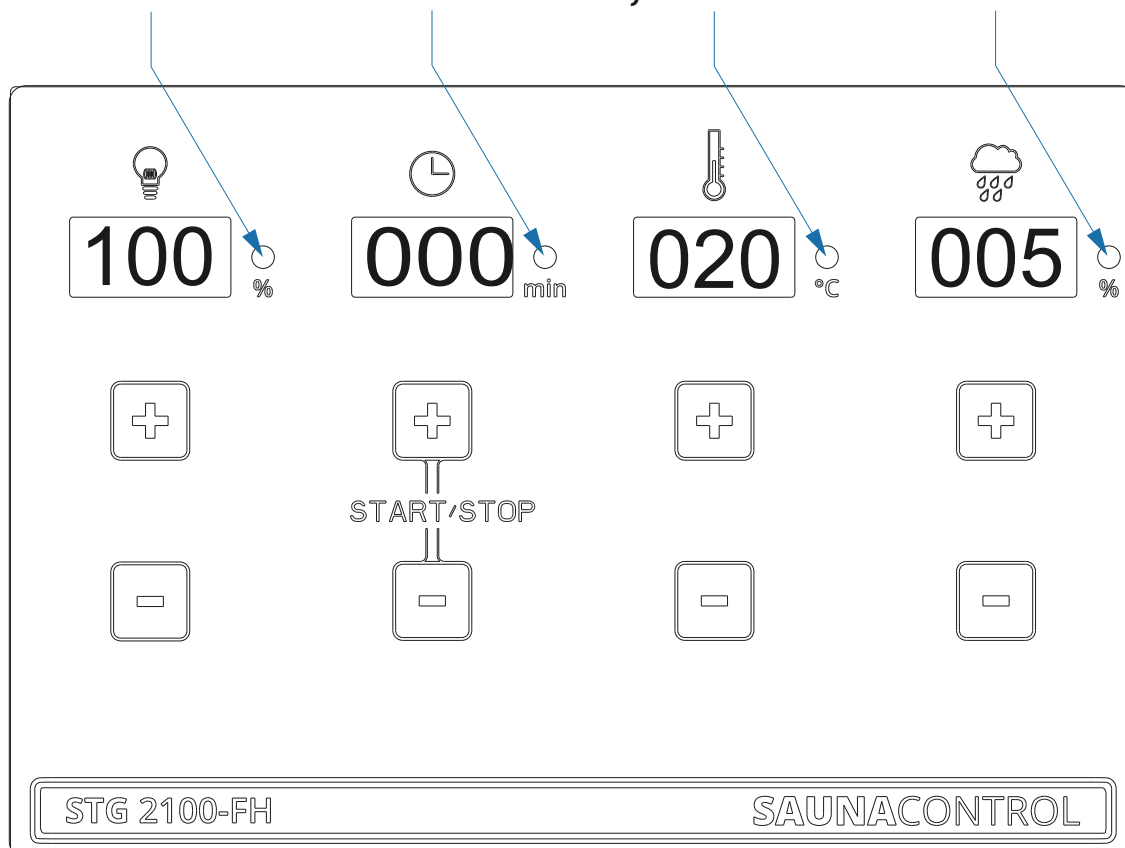 100 % 000 min 020 °C 005 %
+ + + +
START/STOP
- - - -
STG 2100-FH SAUNACONTROL